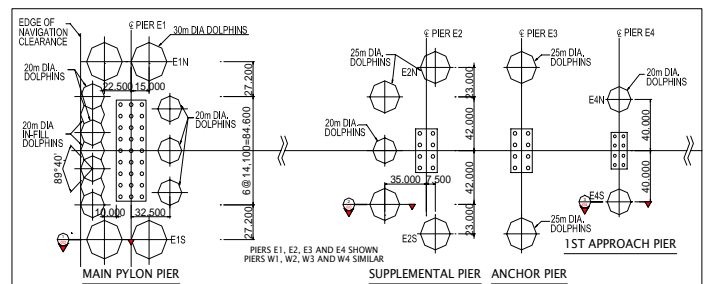 EDGE OF
NAVIGATION
CLEARANCE
℄ PIER E1
30m DIA DOLPHINS
E1N
20m DIA.
DOLPHINS
22.500
15.000
20m DIA
IN-FILL
DOLPHINS
20m DIA.
DOLPHINS
89°40'
10.000
32.500
27.200
6@14.100=84.600
27.200
E1S
PIERS E1, E2, E3 AND E4 SHOWN
PIERS W1, W2, W3 AND W4 SIMILAR
MAIN PYLON PIER
℄ PIER E2
25m DIA.
DOLPHINS
E2N
20m DIA.
DOLPHINS
23.000
42.000
42.000
23.000
35.000
7.500
E2S
SUPPLEMENTAL PIER
℄ PIER E3
25m DIA.
DOLPHINS
25m DIA.
DOLPHINS
ANCHOR PIER
℄ PIER E4
20m DIA.
DOLPHINS
E4N
40.000
40.000
E4S
1ST APPROACH PIER